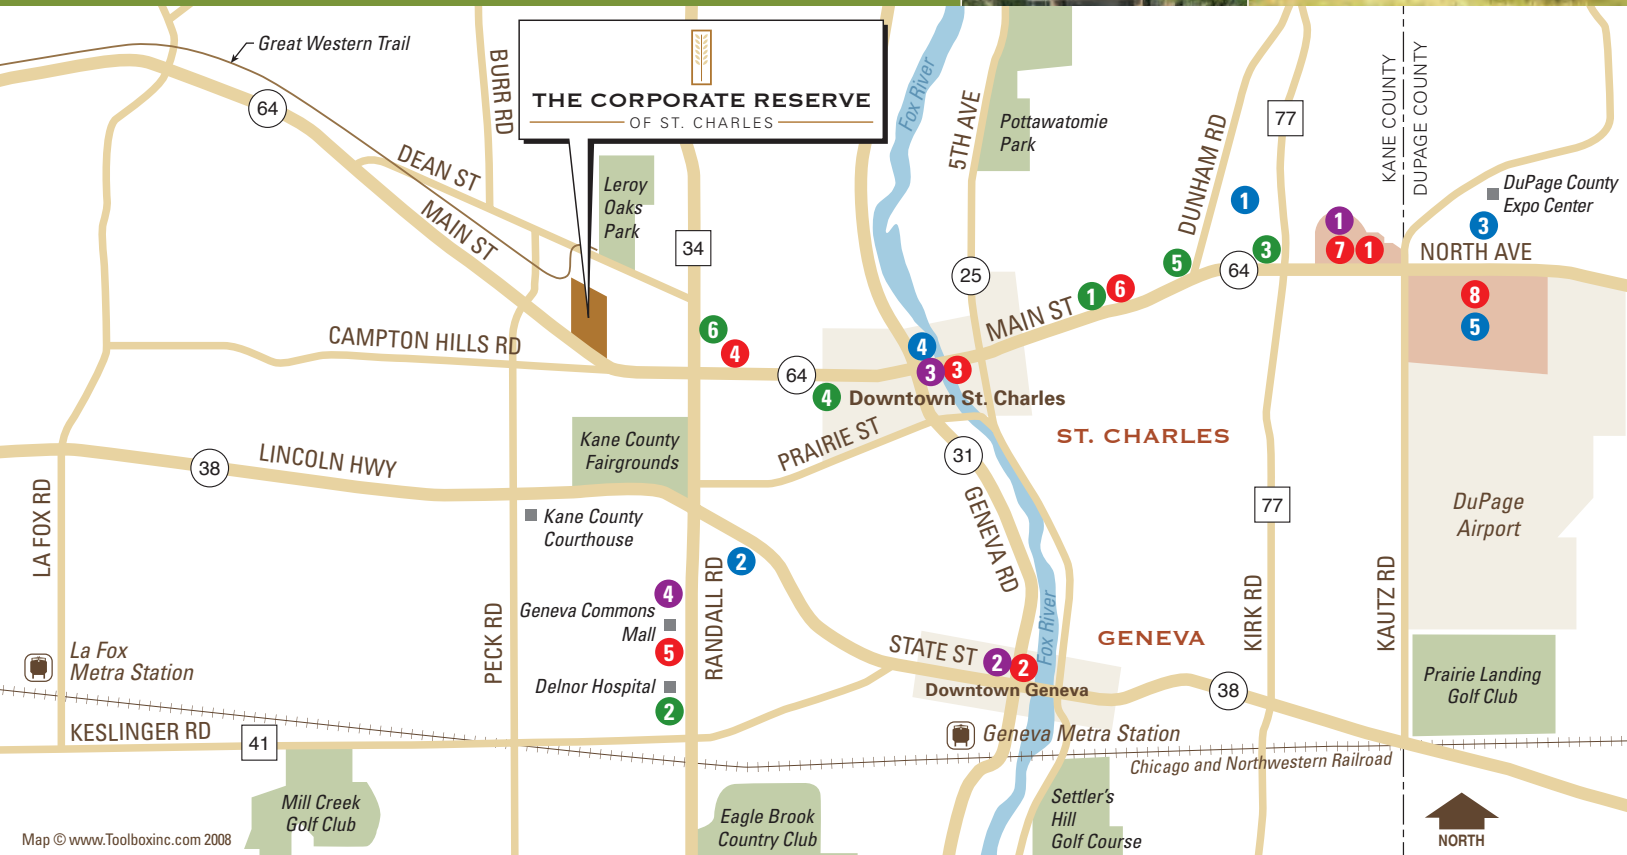 Great Western Trail
64
BURR RD
THE CORPORATE RESERVE
OF ST. CHARLES
DEAN ST
MAIN ST
Leroy
Oaks
Park
34
Fox River
5TH AVE
Pottawatomie
Park
25
DUNHAM RD
77
KANE COUNTY
DUPAGE COUNTY
DuPage County
Expo Center
NORTH AVE
1
3
1
7
1
5
3
64
8
5
1
6
MAIN ST
CAMPTON HILLS RD
6
4
64
4
4
3
3
Downtown St. Charles
PRAIRIE ST
ST. CHARLES
Kane County
Fairgrounds
LINCOLN HWY
38
31
GENEVA RD
77
DuPage
Airport
LA FOX RD
Kane County
Courthouse
2
4
Geneva Commons
Mall
5
RANDALL RD
PECK RD
Delnor Hospital
2
La Fox
Metra Station
KESLINGER RD
41
STATE ST
2
2
Downtown Geneva
Fox River
GENEVA
KIRK RD
KAUTZ RD
38
Prairie Landing
Golf Club
Geneva Metra Station
Chicago and Northwestern Railroad
Mill Creek
Golf Club
Eagle Brook
Country Club
Settler's
Hill
Golf Course
NORTH
Map © www.Toolboxinc.com 2008